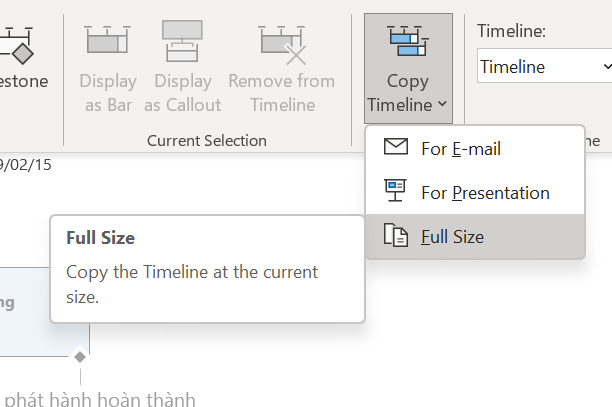 estone
Display
as Bar
Display
as Callout
Remove from
Timeline
Current Selection
Copy
Timeline
Timeline:
Timeline
ne
9/02/15
For E-mail
For Presentation
Full Size
Full Size
Copy the Timeline at the current
size.
ng
phát hành hoàn thành